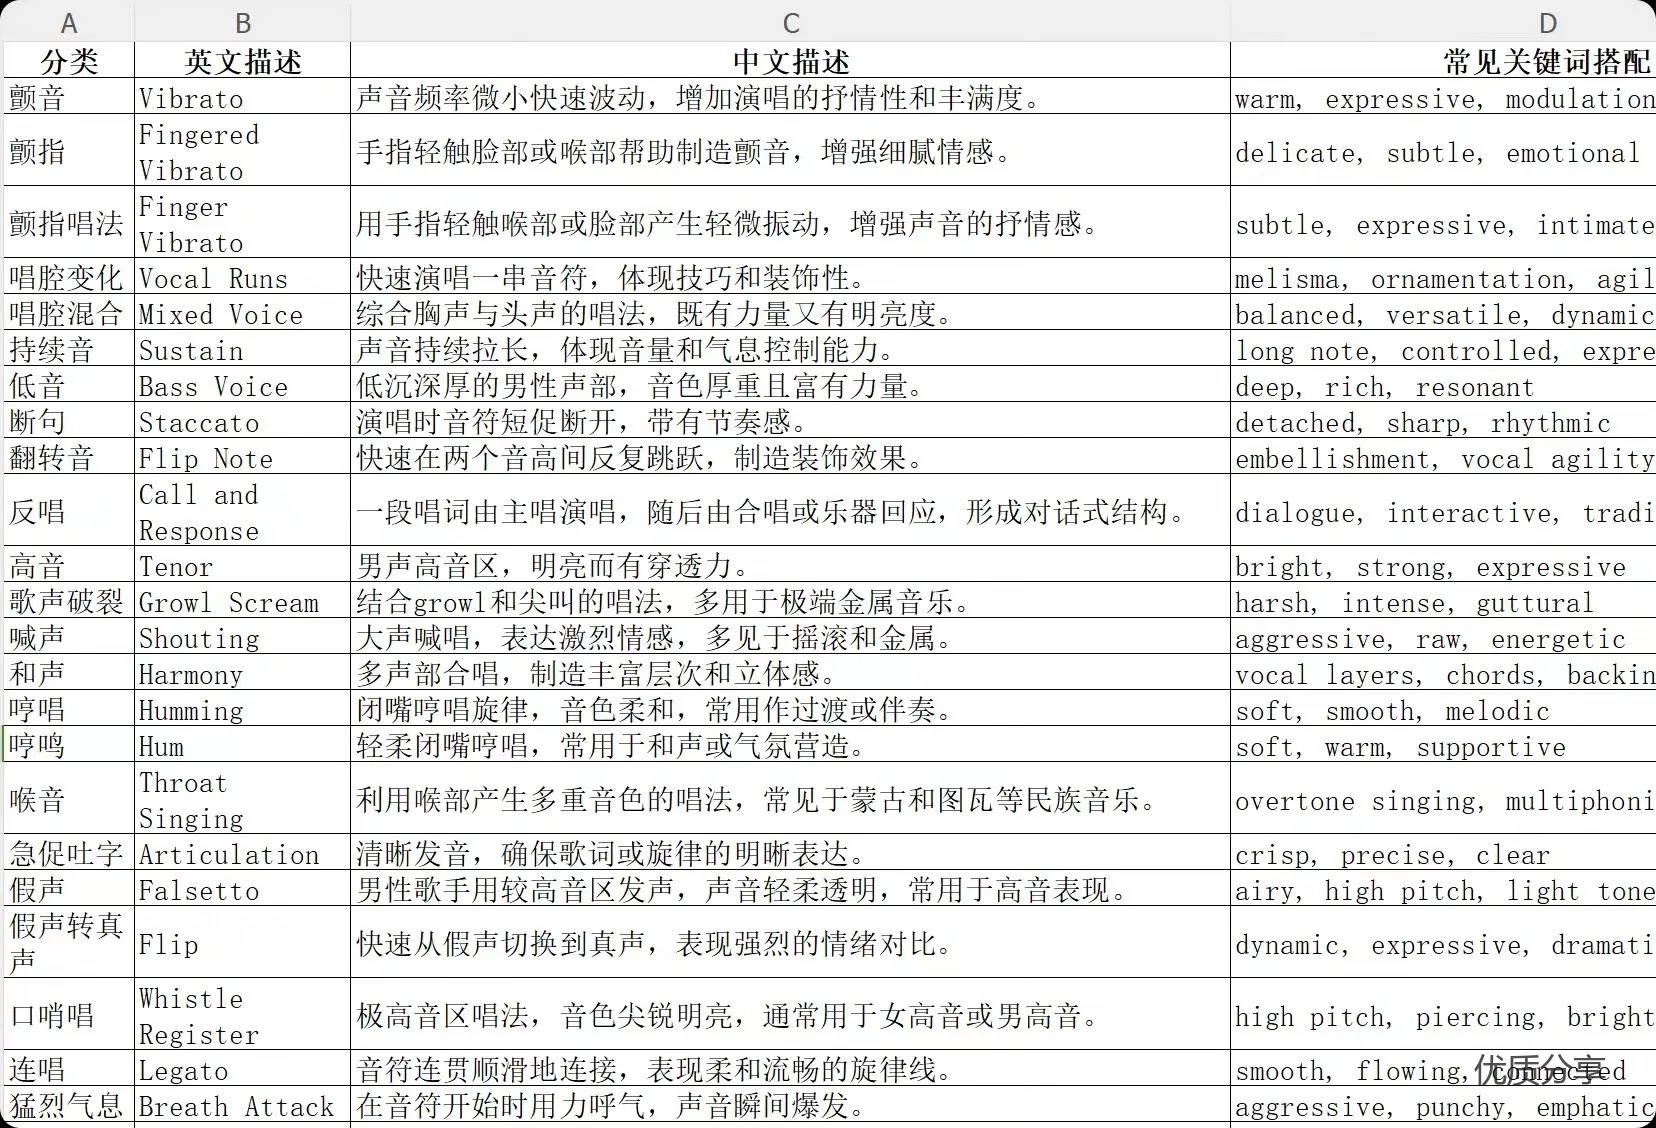 A B C D
分类 英文描述 中文描述 常见关键词搭配
颤音 Vibrato 声音频率微小快速波动，增加演唱的抒情性和丰满度。 warm, expressive, modulation
颤指 Fingered Vibrato 手指轻触脸部或喉部帮助制造颤音，增强细腻情感。 delicate, subtle, emotional
颤指唱法 Finger Vibrato 用手指轻触喉部或脸部产生轻微振动，增强声音的抒情感。 subtle, expressive, intimate
唱腔变化 Vocal Runs 快速演唱一串音符，体现技巧和装饰性。 melisma, ornamentation, agil
唱腔混合 Mixed Voice 综合胸声与头声的唱法，既有力量又有明亮度。 balanced, versatile, dynamic
持续音 Sustain 声音持续拉长，体现音量和气息控制能力。 long note, controlled, expre
低音 Bass Voice 低沉深厚的男性声部，音色厚重且富有力量。 deep, rich, resonant
断句 Staccato 演唱时音符短促断开，带有节奏感。 detached, sharp, rhythmic
翻转音 Flip Note 快速在两个音高间反复跳跃，制造装饰效果。 embellishment, vocal agility
反唱 Call and Response 一段唱词由主唱演唱，随后由合唱或乐器回应，形成对话式结构。 dialogue, interactive, tradi
高音 Tenor 男声高音区，明亮而有穿透力。 bright, strong, expressive
歌声破裂 Growl Scream 结合growl和尖叫的唱法，多用于极端金属音乐。 harsh, intense, guttural
喊声 Shouting 大声喊唱，表达激烈情感，多见于摇滚和金属。 aggressive, raw, energetic
和声 Harmony 多声部合唱，制造丰富层次和立体感。 vocal layers, chords, backin
哼唱 Humming 闭嘴哼唱旋律，音色柔和，常用作过渡或伴奏。 soft, smooth, melodic
哼鸣 Hum 轻柔闭嘴哼唱，常用于和声或气氛营造。 soft, warm, supportive
喉音 Throat Singing 利用喉部产生多重音色的唱法，常见于蒙古和图瓦等民族音乐。 overtone singing, multiphoni
急促吐字 Articulation 清晰发音，确保歌词或旋律的明晰表达。 crisp, precise, clear
假声 Falsetto 男性歌手用较高音区发声，声音轻柔透明，常用于高音表现。 airy, high pitch, light tone
假声转真声 Flip 快速从假声切换到真声，表现强烈的情绪对比。 dynamic, expressive, dramati
口哨唱 Whistle Register 极高音区唱法，音色尖锐明亮，通常用于女高音或男高音。 high pitch, piercing, bright
连唱 Legato 音符连贯顺滑地连接，表现柔和流畅的旋律线。 smooth, flowing, connected
优质分享
猛烈气息 Breath Attack 在音符开始时用力呼气，声音瞬间爆发。 aggressive, punchy, emphatic